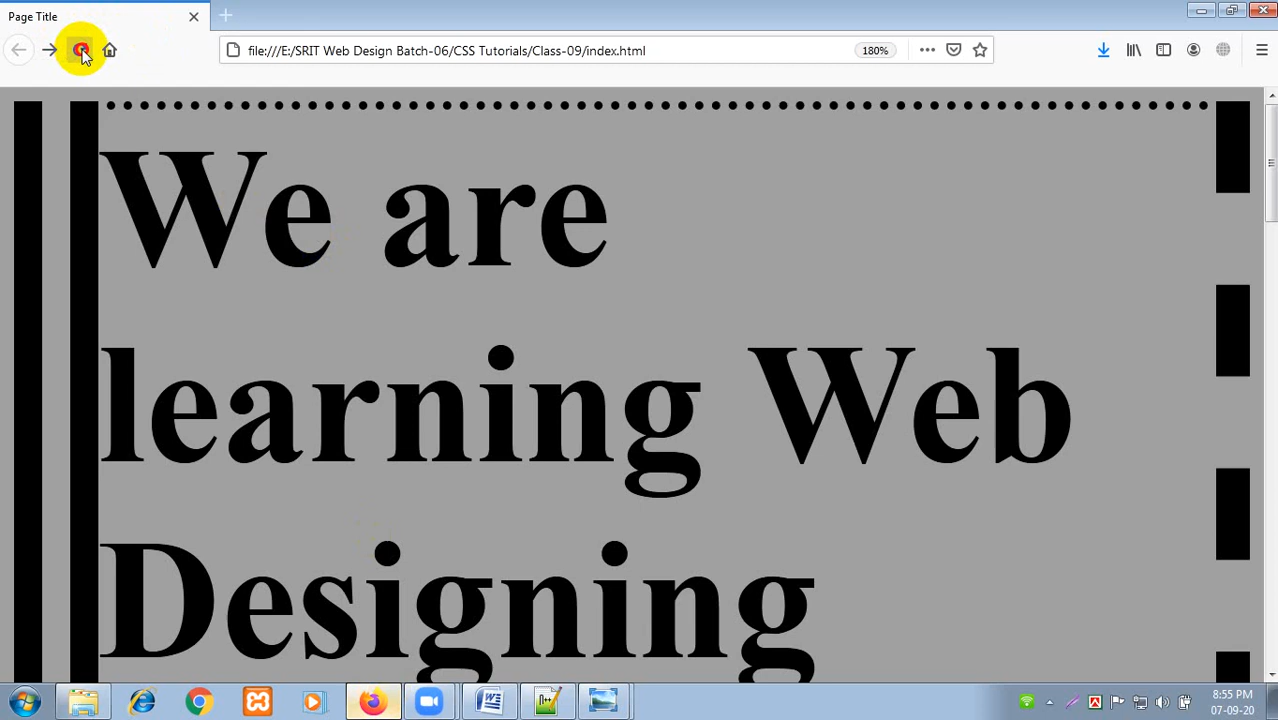 Page Title
file:///E:/SRIT Web Design Batch-06/CSS Tutorials/Class-09/index.html
180%
We are
learning Web
Designing
8:55 PM
07-09-20